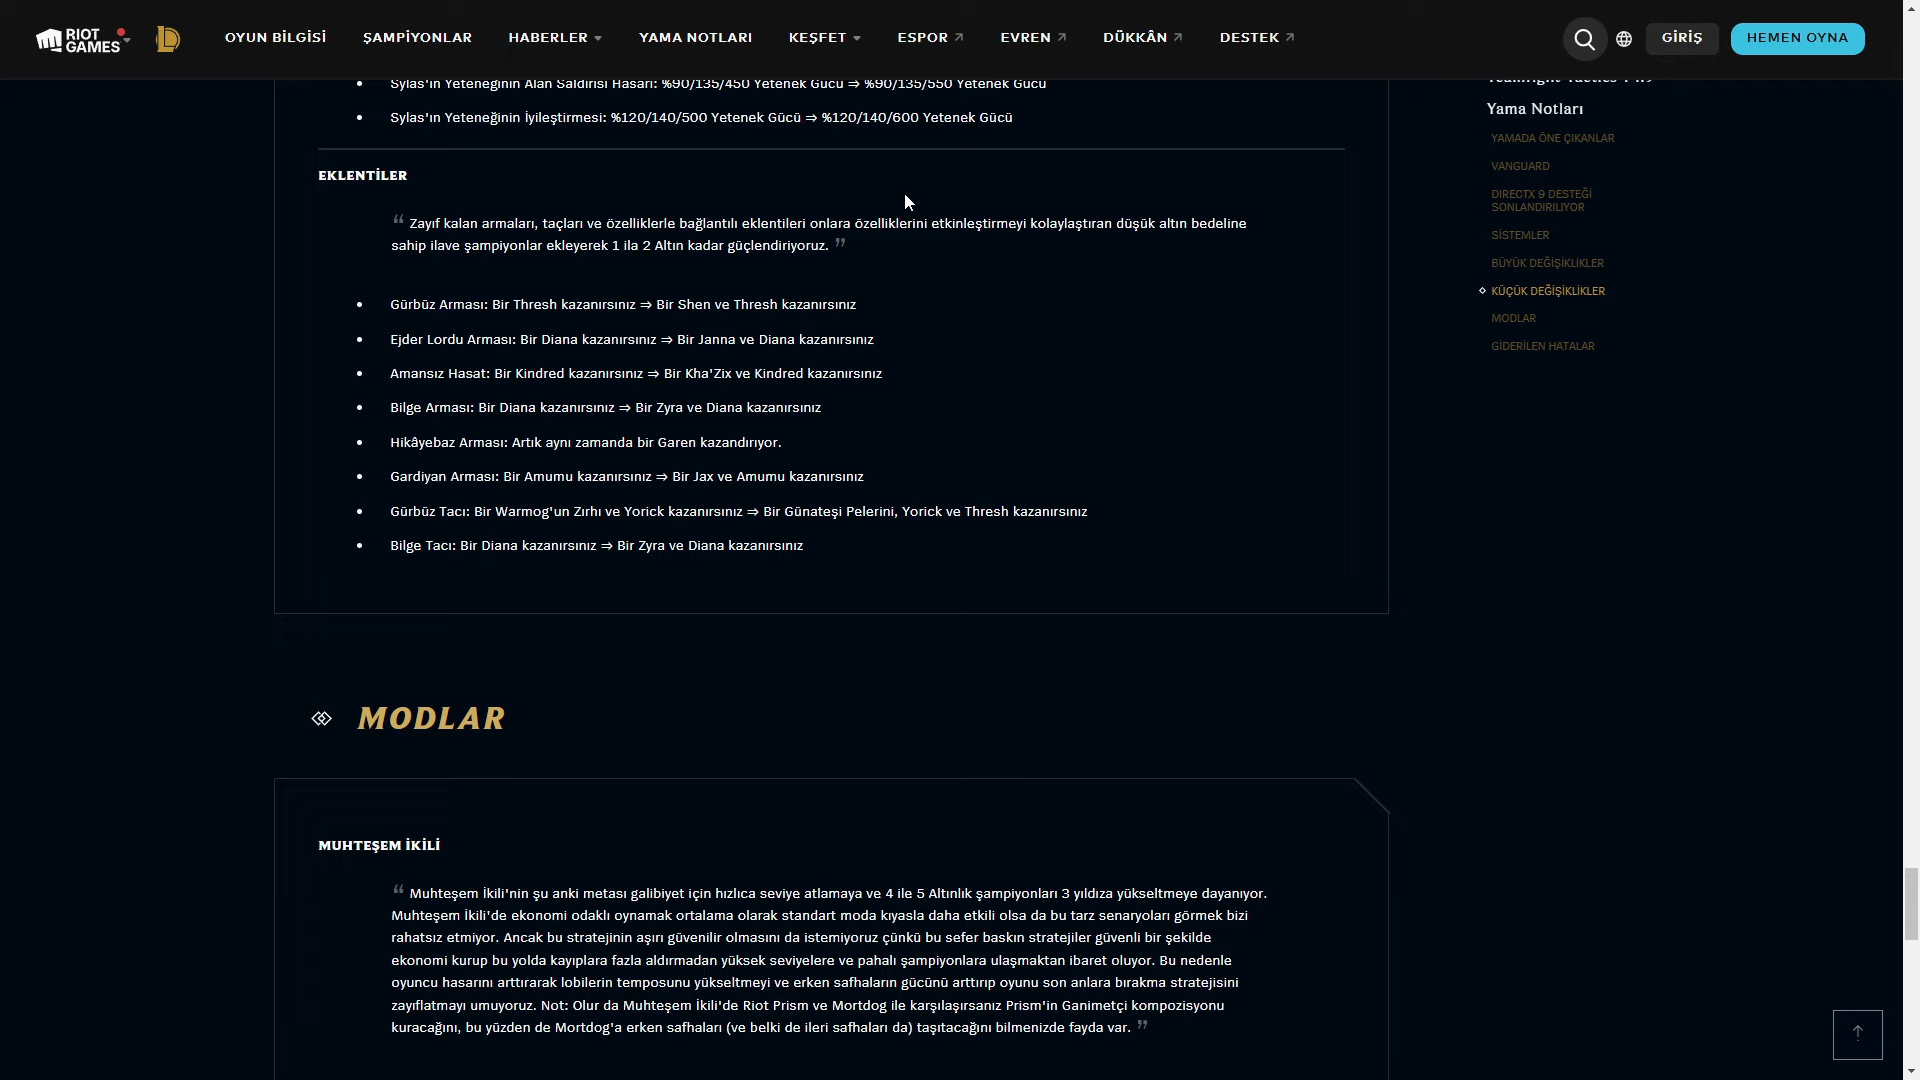 RIOT GAMES
OYUN BİLGİSİ
ŞAMPİYONLAR
HABERLER
YAMA NOTLARI
KEŞFET
ESPOR
EVREN
DÜKKÂN
DESTEK
GİRİŞ
HEMEN OYNA
Sylas'ın Yeteneğinin Alan Saldırısı Hasarı: %90/135/450 Yetenek Gücü ⇒ %90/135/550 Yetenek Gücü
Sylas'ın Yeteneğinin İyileştirmesi: %120/140/500 Yetenek Gücü ⇒ %120/140/600 Yetenek Gücü
EKLENTİLER
“ Zayıf kalan armaları, taçları ve özelliklerle bağlantılı eklentileri onlara özelliklerini etkinleştirmeyi kolaylaştıran düşük altın bedeline
sahip ilave şampiyonlar ekleyerek 1 ila 2 Altın kadar güçlendiriyoruz. ”
Gürbüz Arması: Bir Thresh kazanırsınız ⇒ Bir Shen ve Thresh kazanırsınız
Ejder Lordu Arması: Bir Diana kazanırsınız ⇒ Bir Janna ve Diana kazanırsınız
Amansız Hasat: Bir Kindred kazanırsınız ⇒ Bir Kha'Zix ve Kindred kazanırsınız
Bilge Arması: Bir Diana kazanırsınız ⇒ Bir Zyra ve Diana kazanırsınız
Hikâyebaz Arması: Artık aynı zamanda bir Garen kazandırıyor.
Gardiyan Arması: Bir Amumu kazanırsınız ⇒ Bir Jax ve Amumu kazanırsınız
Gürbüz Tacı: Bir Warmog'un Zırhı ve Yorick kazanırsınız ⇒ Bir Günateşi Pelerini, Yorick ve Thresh kazanırsınız
Bilge Tacı: Bir Diana kazanırsınız ⇒ Bir Zyra ve Diana kazanırsınız
MODLAR
MUHTEŞEM İKİLİ
“ Muhteşem İkili'nin şu anki metası galibiyet için hızlıca seviye atlamaya ve 4 ile 5 Altınlık şampiyonları 3 yıldıza yükseltmeye dayanıyor.
Muhteşem İkili'de ekonomi odaklı oynamak ortalama olarak standart moda kıyasla daha etkili olsa da bu tarz senaryoları görmek bizi
rahatsız etmiyor. Ancak bu stratejinin aşırı güvenilir olmasını da istemiyoruz çünkü bu sefer baskın stratejiler güvenli bir şekilde
ekonomi kurup bu yolda kayıplara fazla aldırmadan yüksek seviyelere ve pahalı şampiyonlara ulaşmaktan ibaret oluyor. Bu nedenle
oyuncu hasarını arttırarak lobilerin temposunu yükseltmeyi ve erken safhaların gücünü arttırıp oyunu son anlara bırakma stratejisini
zayıflatmayı umuyoruz. Not: Olur da Muhteşem İkili'de Riot Prism ve Mortdog ile karşılaşırsanız Prism'in Ganimetçi kompozisyonu
kuracağını, bu yüzden de Mortdog'a erken safhaları (ve belki de ileri safhaları da) taşıtacağını bilmenizde fayda var. ”
Yama Notları
YAMADA ÖNE ÇIKANLAR
VANGUARD
DIRECTX 9 DESTEĞİ
SONLANDIRILIYOR
SİSTEMLER
BÜYÜK DEĞİŞİKLİKLER
KÜÇÜK DEĞİŞİKLİKLER
MODLAR
GİDERİLEN HATALAR